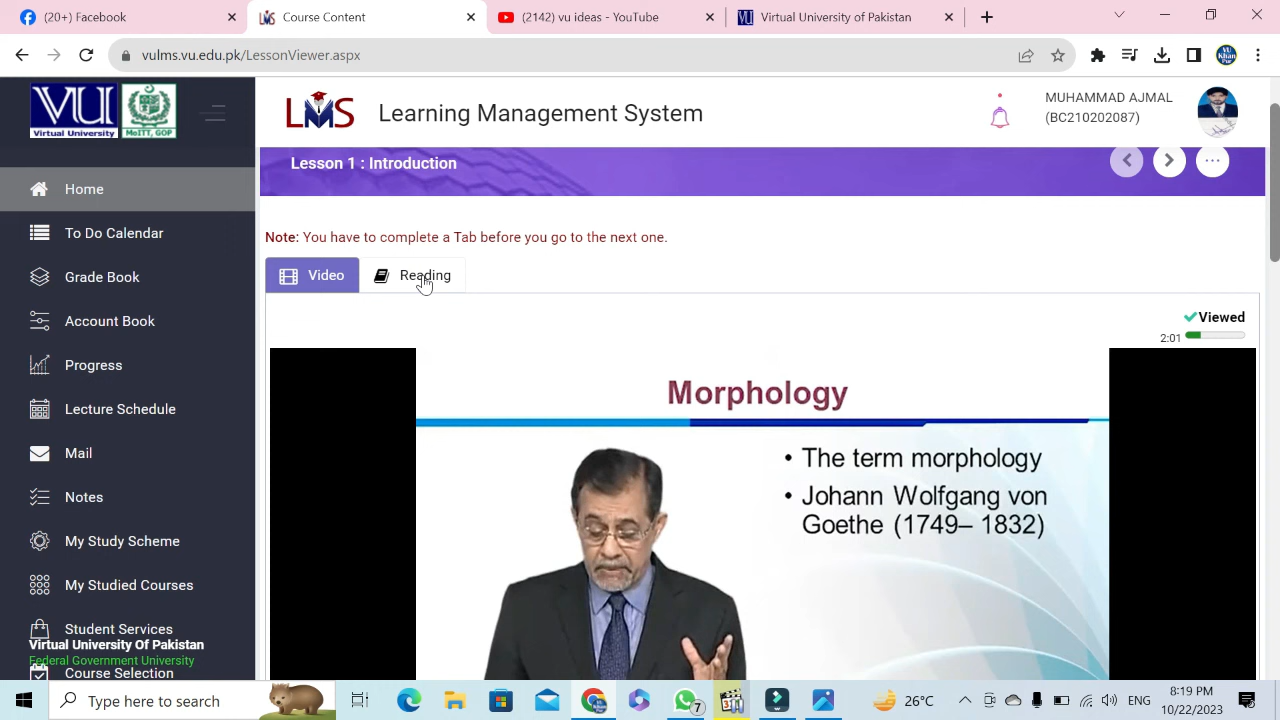 (20+) Facebook
Course Content
(2142) vu ideas - YouTube
Virtual University of Pakistan
vulms.vu.edu.pk/LessonViewer.aspx
VU
Khan
Pur
VU
Virtual University
MoITT, GOP
LMS
Learning Management System
MUHAMMAD AJMAL
(BC210202087)
Lesson 1 : Introduction
Home
To Do Calendar
Grade Book
Account Book
Progress
Lecture Schedule
Mail
Notes
My Study Scheme
My Studied Courses
Student Services
Virtual University Of Pakistan
Federal Government University
Course Selection
Note: You have to complete a Tab before you go to the next one.
Video
Reading
Viewed
2:01
Morphology
• The term morphology
• Johann Wolfgang von
Goethe (1749– 1832)
Type here to search
7
26°C
ENG
8:19 PM
10/22/2023